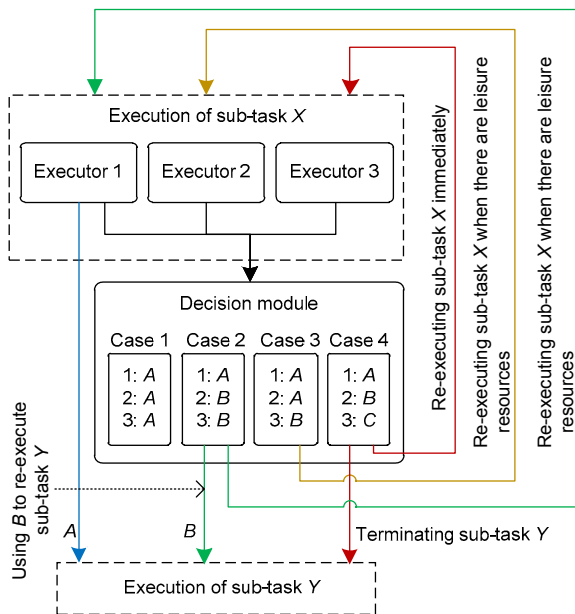 Execution of sub-task X
Executor 1
Executor 2
Executor 3
Decision module
Case 1
Case 2
Case 3
Case 4
1: A
2: A
3: A
1: A
2: B
3: B
1: A
2: A
3: B
1: A
2: B
3: C
Re-executing sub-task X immediately
Re-executing sub-task X when there are leisure
resources
Re-executing sub-task X when there are leisure
resources
Using B to re-execute
sub-task Y
A
B
Terminating sub-task Y
Execution of sub-task Y